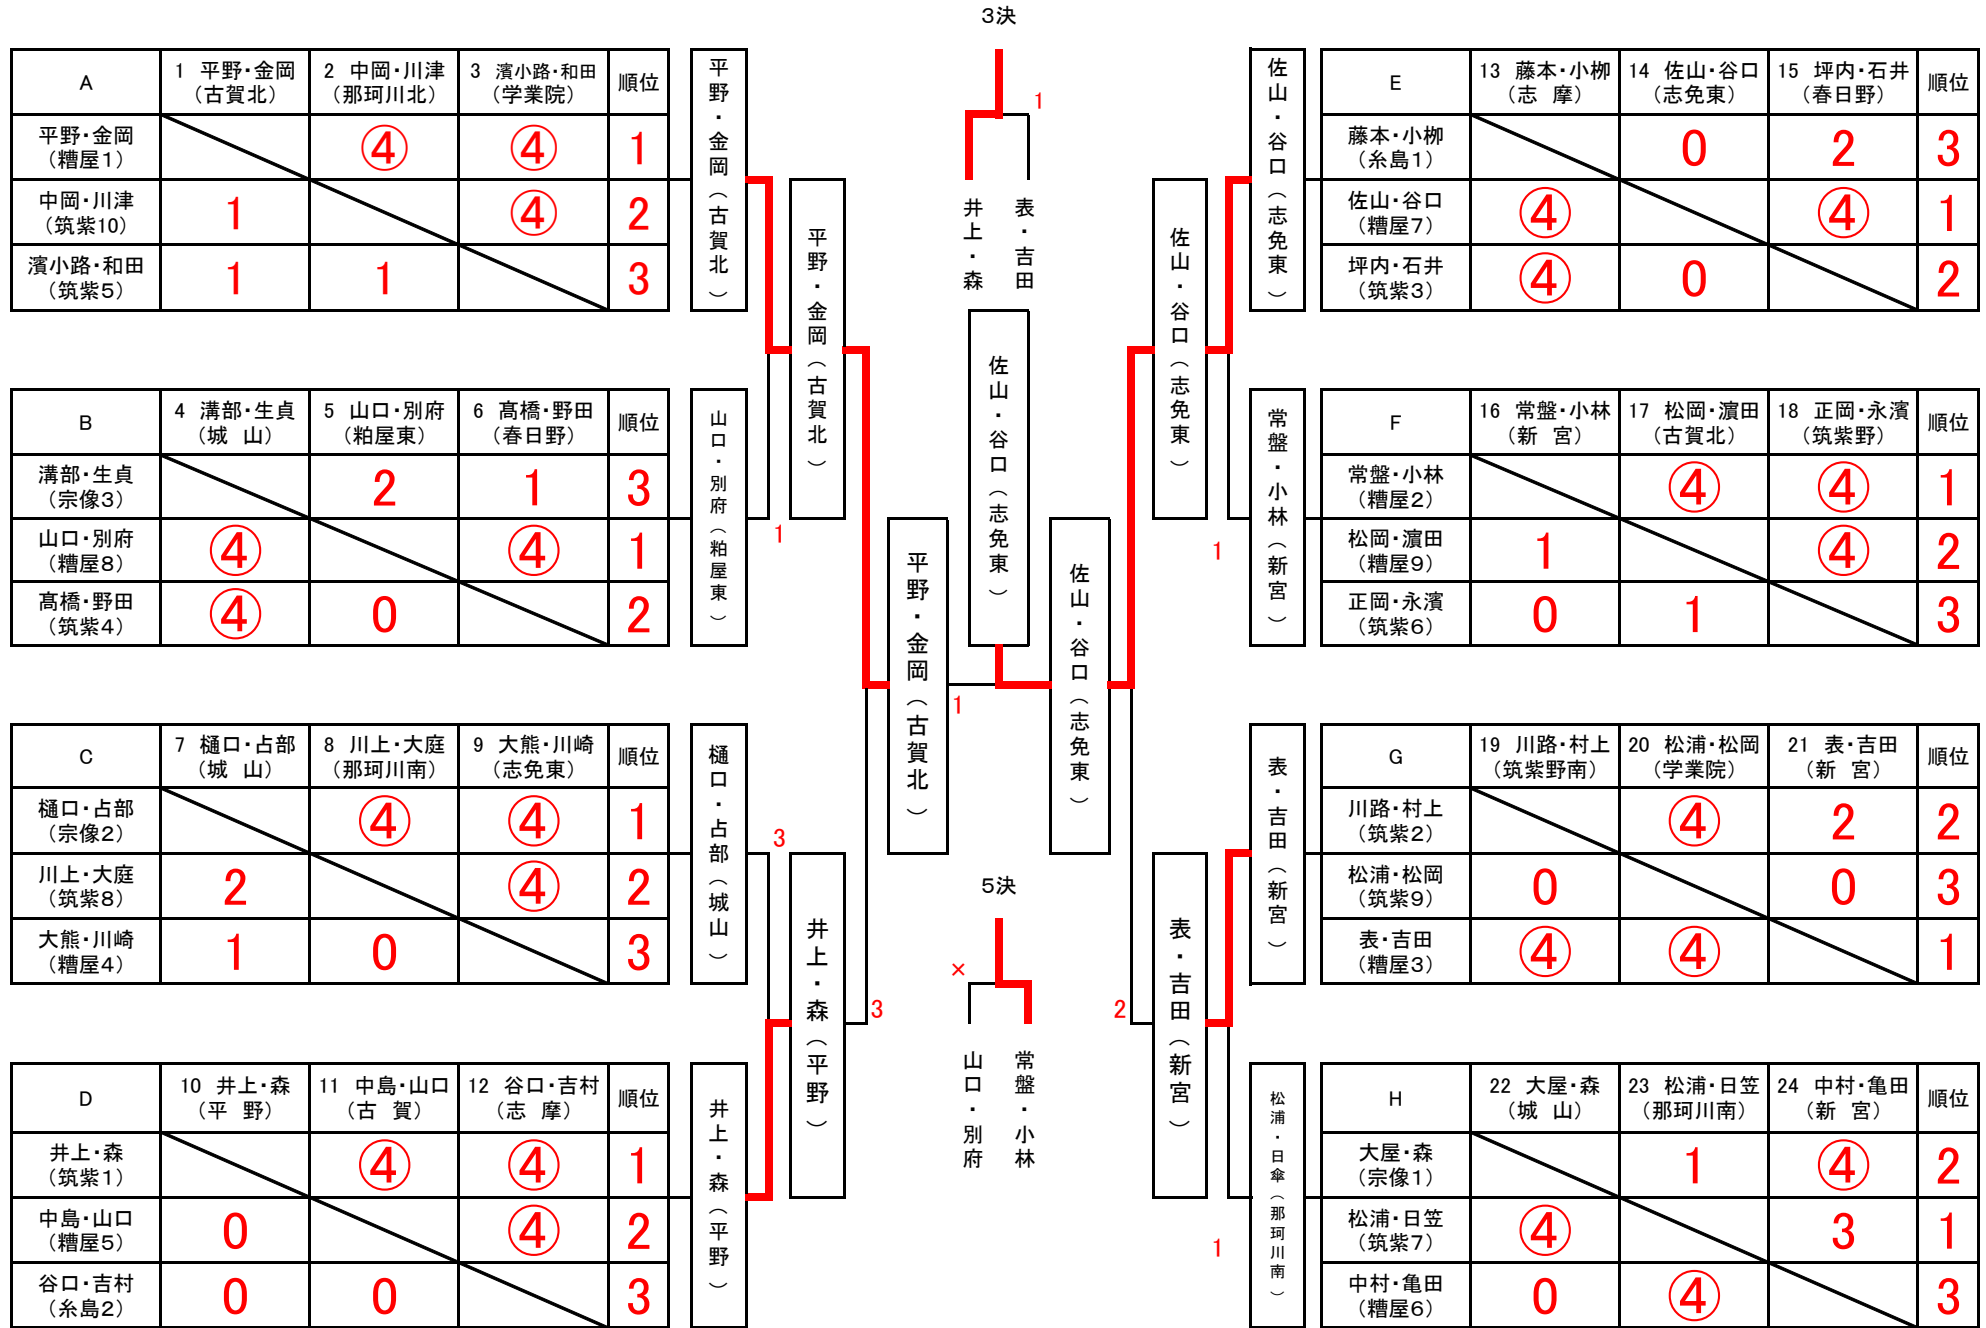 3決
A
1 平野・金岡
（古賀北）
2 中岡・川津
（那珂川北）
3 濱小路・和田
（学業院）
順位
平野・金岡
（糟屋1）
④
④
1
中岡・川津
（筑紫10）
1
④
2
濱小路・和田
（筑紫5）
1
1
3
B
4 溝部・生貞
（城 山）
5 山口・別府
（粕屋東）
6 髙橋・野田
（春日野）
順位
溝部・生貞
（宗像3）
2
1
3
山口・別府
（糟屋8）
④
④
1
髙橋・野田
（筑紫4）
④
0
2
C
7 樋口・占部
（城 山）
8 川上・大庭
（那珂川南）
9 大熊・川崎
（志免東）
順位
樋口・占部
（宗像2）
④
④
1
川上・大庭
（筑紫8）
2
④
2
大熊・川崎
（糟屋4）
1
0
3
D
10 井上・森
（平 野）
11 中島・山口
（古 賀）
12 谷口・吉村
（志 摩）
順位
井上・森
（筑紫1）
④
④
1
中島・山口
（糟屋5）
0
④
2
谷口・吉村
（糸島2）
0
0
3
平野・金岡（古賀北）
山口・別府（粕屋東）
樋口・占部（城山）
井上・森（平野）
1
3
平野・金岡（古賀北）
井上・森（平野）
3
平野・金岡（古賀北）
1
1
井上・森
表・吉田
佐山・谷口（志免東）
5決
×
山口・別府
常盤・小林
佐山・谷口（志免東）
2
佐山・谷口（志免東）
表・吉田（新宮）
1
1
佐山・谷口（志免東）
常盤・小林（新宮）
表・吉田（新宮）
松浦・日傘（那珂川南）
E
13 藤本・小栁
（志 摩）
14 佐山・谷口
（志免東）
15 坪内・石井
（春日野）
順位
藤本・小栁
（糸島1）
0
2
3
佐山・谷口
（糟屋7）
④
④
1
坪内・石井
（筑紫3）
④
0
2
F
16 常盤・小林
（新 宮）
17 松岡・濵田
（古賀北）
18 正岡・永濱
（筑紫野）
順位
常盤・小林
（糟屋2）
④
④
1
松岡・濵田
（糟屋9）
1
④
2
正岡・永濱
（筑紫6）
0
1
3
G
19 川路・村上
（筑紫野南）
20 松浦・松岡
（学業院）
21 表・吉田
（新 宮）
順位
川路・村上
（筑紫2）
④
2
2
松浦・松岡
（筑紫9）
0
0
3
表・吉田
（糟屋3）
④
④
1
H
22 大屋・森
（城 山）
23 松浦・日笠
（那珂川南）
24 中村・亀田
（新 宮）
順位
大屋・森
（宗像1）
1
④
2
松浦・日笠
（筑紫7）
④
3
1
中村・亀田
（糟屋6）
0
④
3